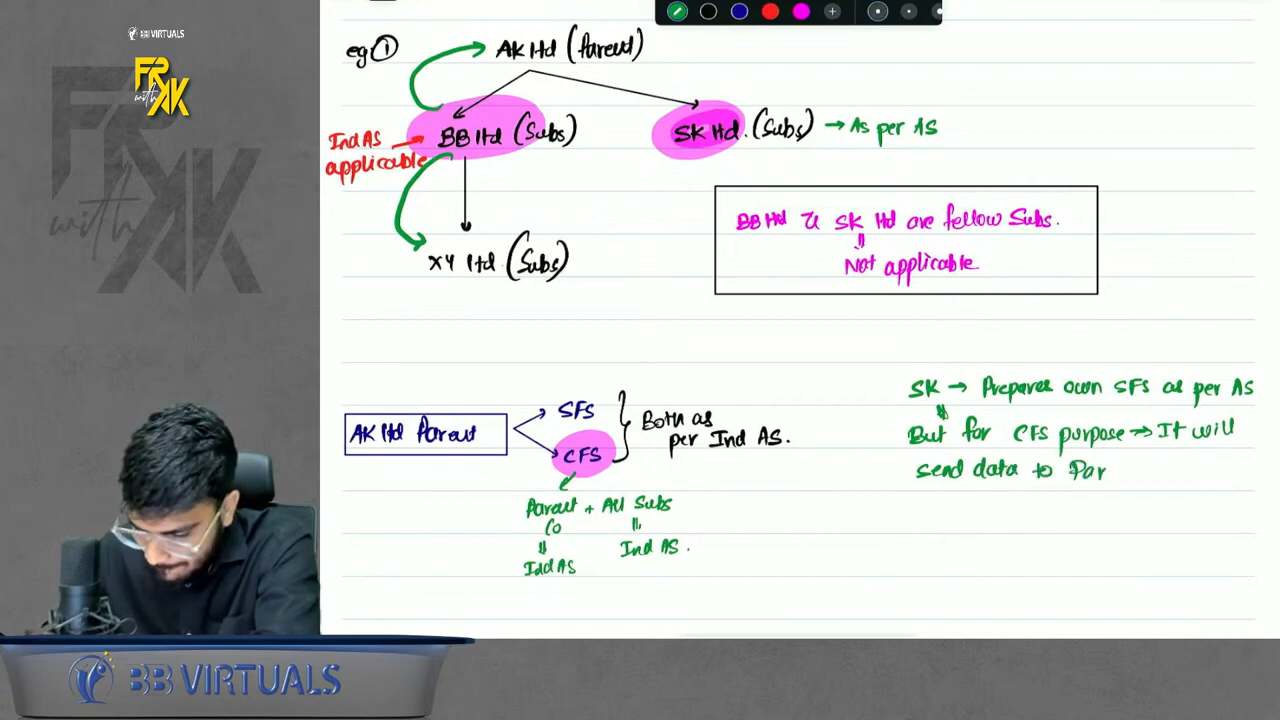 BB VIRTUALS
FR
with
AK
FR
with
AK
eg ①
AK ltd (Parent)
Ind AS
applicable
BB ltd (Subs)
SK ltd. (Subs) → As per AS
XY ltd (Subs)
BB ltd & SK ltd are fellow Subs.
Not applicable
AK ltd Parent
SFS
CFS
Both as
per Ind AS.
Parent + All Subs
Co
Ind AS
Ind AS.
SK → Prepares own SFS as per AS
But for CFS purpose → It will
send data to Par
BB VIRTUALS